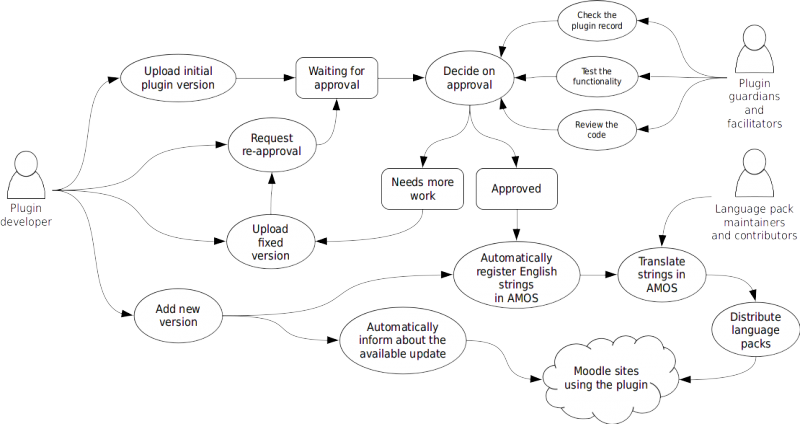 Check the
plugin record
Upload initial
plugin version
Waiting for
approval
Decide on
approval
Test the
functionality
Plugin
guardians
and
facilitators
Review the
code
Request
re-approval
Plugin
developer
Needs more
work
Approved
Language pack
maintainers
and contributors
Upload
fixed
version
Automatically
register English
strings
in AMOS
Translate
strings in
AMOS
Add new
version
Automatically
inform about the
available update
Distribute
language
packs
Moodle sites
using the plugin